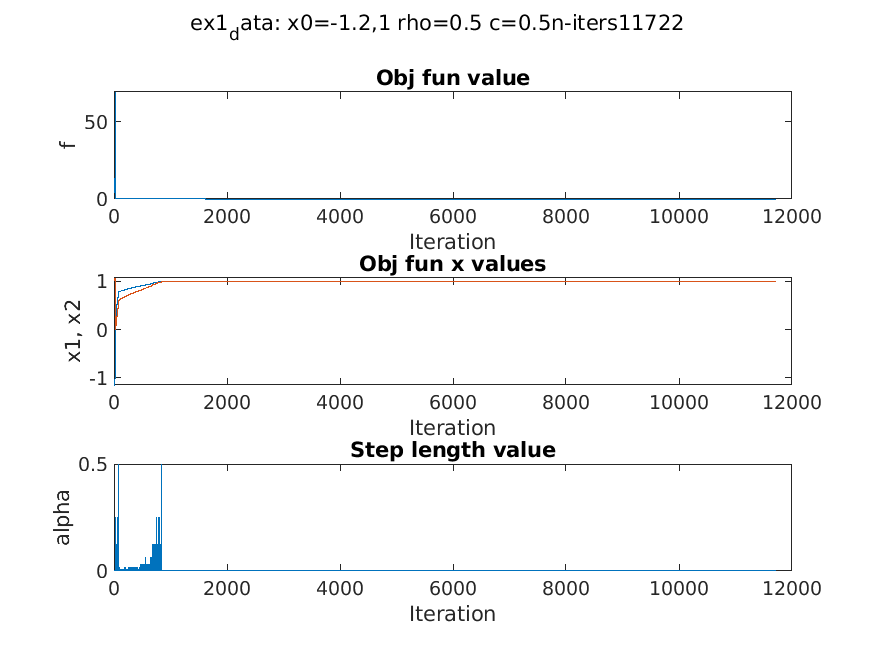 ex1_data: x0=-1.2,1 rho=0.5 c=0.5n-iters11722
Obj fun value
50
0
f
0 2000 4000 6000 8000 10000 12000
Iteration
Obj fun x values
1
0
-1
x1, x2
0 2000 4000 6000 8000 10000 12000
Iteration
Step length value
0.5
0
alpha
0 2000 4000 6000 8000 10000 12000
Iteration